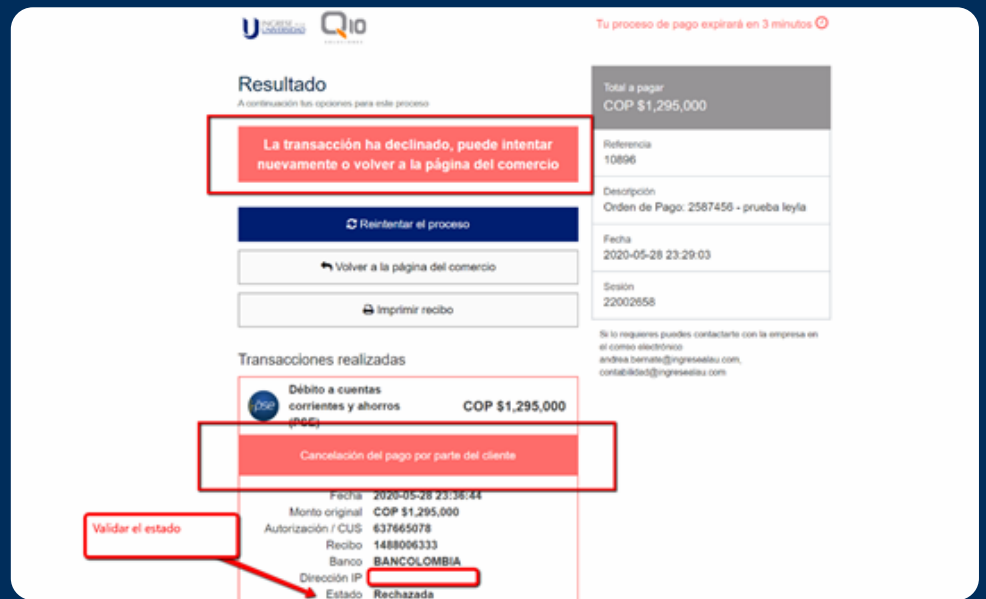 INGRESE A LA
UNIVERSIDAD
Q10
SOLUCIONES
Tu proceso de pago expirará en 3 minutos
Resultado
A continuación tus opciones para este proceso
La transacción ha declinado, puede intentar
nuevamente o volver a la página del comercio
Reintentar el proceso
Volver a la página del comercio
Imprimir recibo
Total a pagar
COP $1,295,000
Referencia
10896
Descripción
Orden de Pago: 2587456 - prueba leyla
Fecha
2020-05-28 23:29:03
Sesión
22002658
Si lo requieres puedes contactarte con la empresa en
el correo electrónico
andrea.bernate@ingresealau.com,
contabilidad@ingresealau.com
Transacciones realizadas
pse
Débito a cuentas
corrientes y ahorros
(PSE)
COP $1,295,000
Cancelación del pago por parte del cliente
Fecha 2020-05-28 23:36:44
Monto original COP $1,295,000
Autorización / CUS 637665078
Recibo 1488006333
Banco BANCOLOMBIA
Dirección IP
Estado Rechazada
Validar el estado